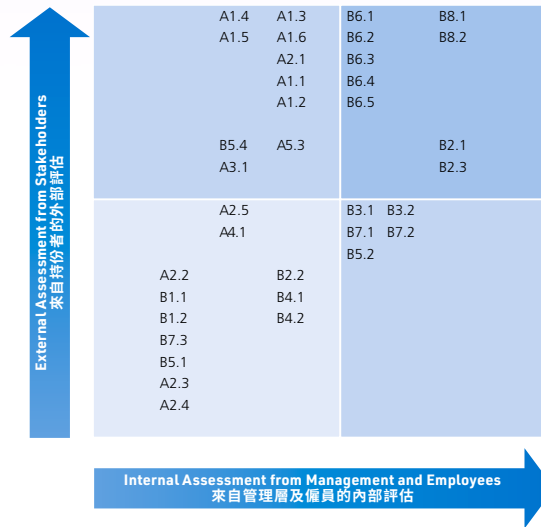 External Assessment from Stakeholders
來自持份者的外部評估
A1.4 A1.3 B6.1 B8.1
A1.5 A1.6 B6.2 B8.2
A2.1 B6.3
A1.1 B6.4
A1.2 B6.5
B5.4 A5.3 B2.1
A3.1 B2.3
A2.5 B3.1 B3.2
A4.1 B7.1 B7.2
B5.2
A2.2 B2.2
B1.1 B4.1
B1.2 B4.2
B7.3
B5.1
A2.3
A2.4
Internal Assessment from Management and Employees
來自管理層及僱員的內部評估